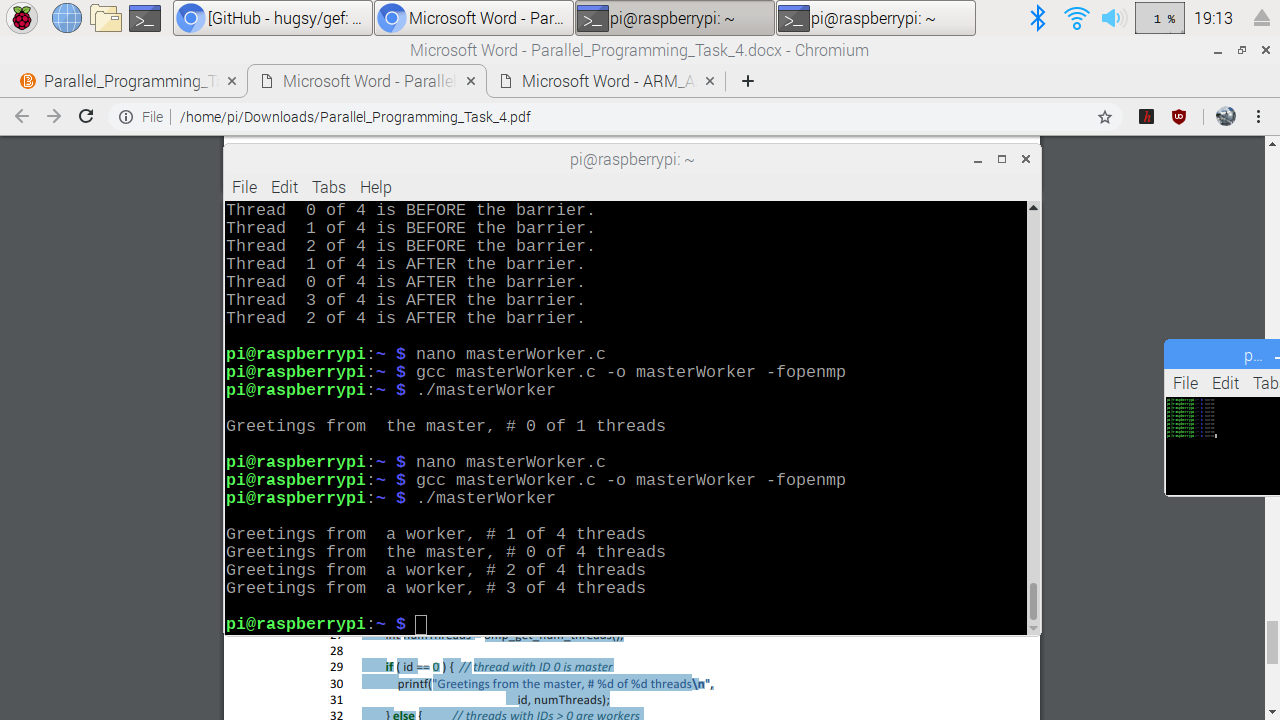 [GitHub - hugsy/gef: ... Microsoft Word - Par... pi@raspberrypi: ~ pi@raspberrypi: ~ 1 % 19:13
Microsoft Word - Parallel_Programming_Task_4.docx - Chromium
Parallel_Programming_T Microsoft Word - Parallel Microsoft Word - ARM_A
File /home/pi/Downloads/Parallel_Programming_Task_4.pdf
pi@raspberrypi: ~
File Edit Tabs Help
Thread 0 of 4 is BEFORE the barrier.
Thread 1 of 4 is BEFORE the barrier.
Thread 2 of 4 is BEFORE the barrier.
Thread 1 of 4 is AFTER the barrier.
Thread 0 of 4 is AFTER the barrier.
Thread 3 of 4 is AFTER the barrier.
Thread 2 of 4 is AFTER the barrier.
pi@raspberrypi:~ $ nano masterWorker.c
pi@raspberrypi:~ $ gcc masterWorker.c -o masterWorker -fopenmp
pi@raspberrypi:~ $ ./masterWorker
Greetings from the master, # 0 of 1 threads
pi@raspberrypi:~ $ nano masterWorker.c
pi@raspberrypi:~ $ gcc masterWorker.c -o masterWorker -fopenmp
pi@raspberrypi:~ $ ./masterWorker
Greetings from a worker, # 1 of 4 threads
Greetings from the master, # 0 of 4 threads
Greetings from a worker, # 2 of 4 threads
Greetings from a worker, # 3 of 4 threads
pi@raspberrypi:~ $
p...
File Edit Tab
27 int numThreads = omp_get_num_threads();
28
29 if ( id == 0 ) { // thread with ID 0 is master
30 printf("Greetings from the master, # %d of %d threads\n",
31 id, numThreads);
32 } else { // threads with IDs > 0 are workers